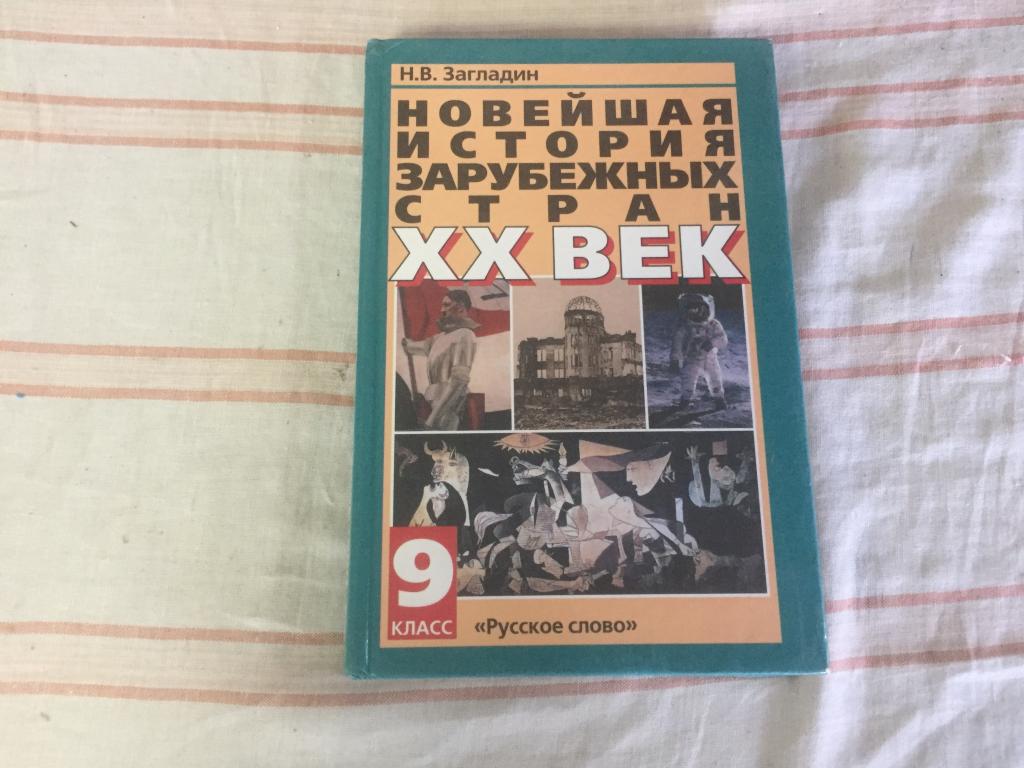 Н.В. Загладин
НОВЕЙШАЯ
ИСТОРИЯ
ЗАРУБЕЖНЫХ
СТРАН
XX ВЕК
9
КЛАСС
«Русское слово»